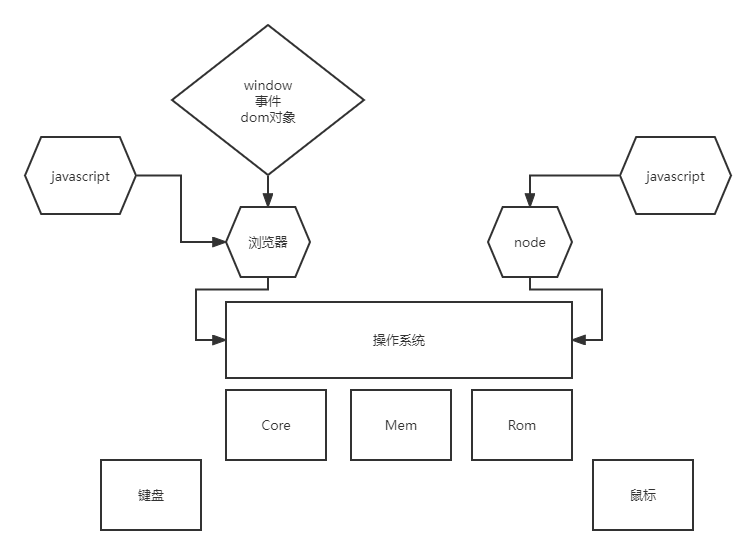 window
事件
dom对象
javascript
javascript
浏览器
node
操作系统
Core
Mem
Rom
键盘
鼠标